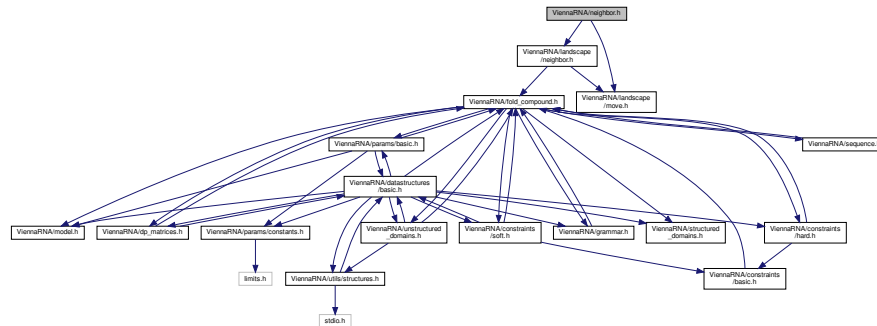 ViennaRNA/neighbor.h
ViennaRNA/landscape
/neighbor.h
ViennaRNA/landscape
/move.h
ViennaRNA/fold_compound.h
ViennaRNA/params/basic.h
ViennaRNA/sequence.h
ViennaRNA/datastructures
/basic.h
ViennaRNA/model.h
ViennaRNA/dp_matrices.h
ViennaRNA/params/constants.h
ViennaRNA/unstructured
_domains.h
ViennaRNA/constraints
/soft.h
ViennaRNA/grammar.h
ViennaRNA/structured
_domains.h
ViennaRNA/constraints
/hard.h
limits.h
ViennaRNA/utils/structures.h
ViennaRNA/constraints
/basic.h
stdio.h